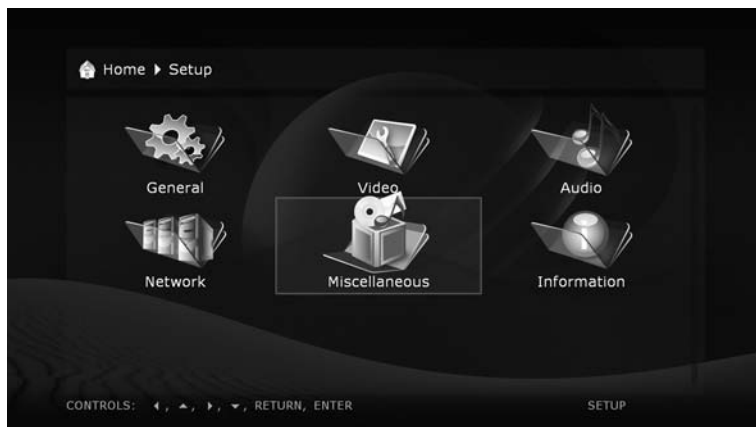 Home ▶ Setup
General Video Audio
Network Miscellaneous Information
CONTROLS: ◀, ▲, ▶, ▼, RETURN, ENTER SETUP